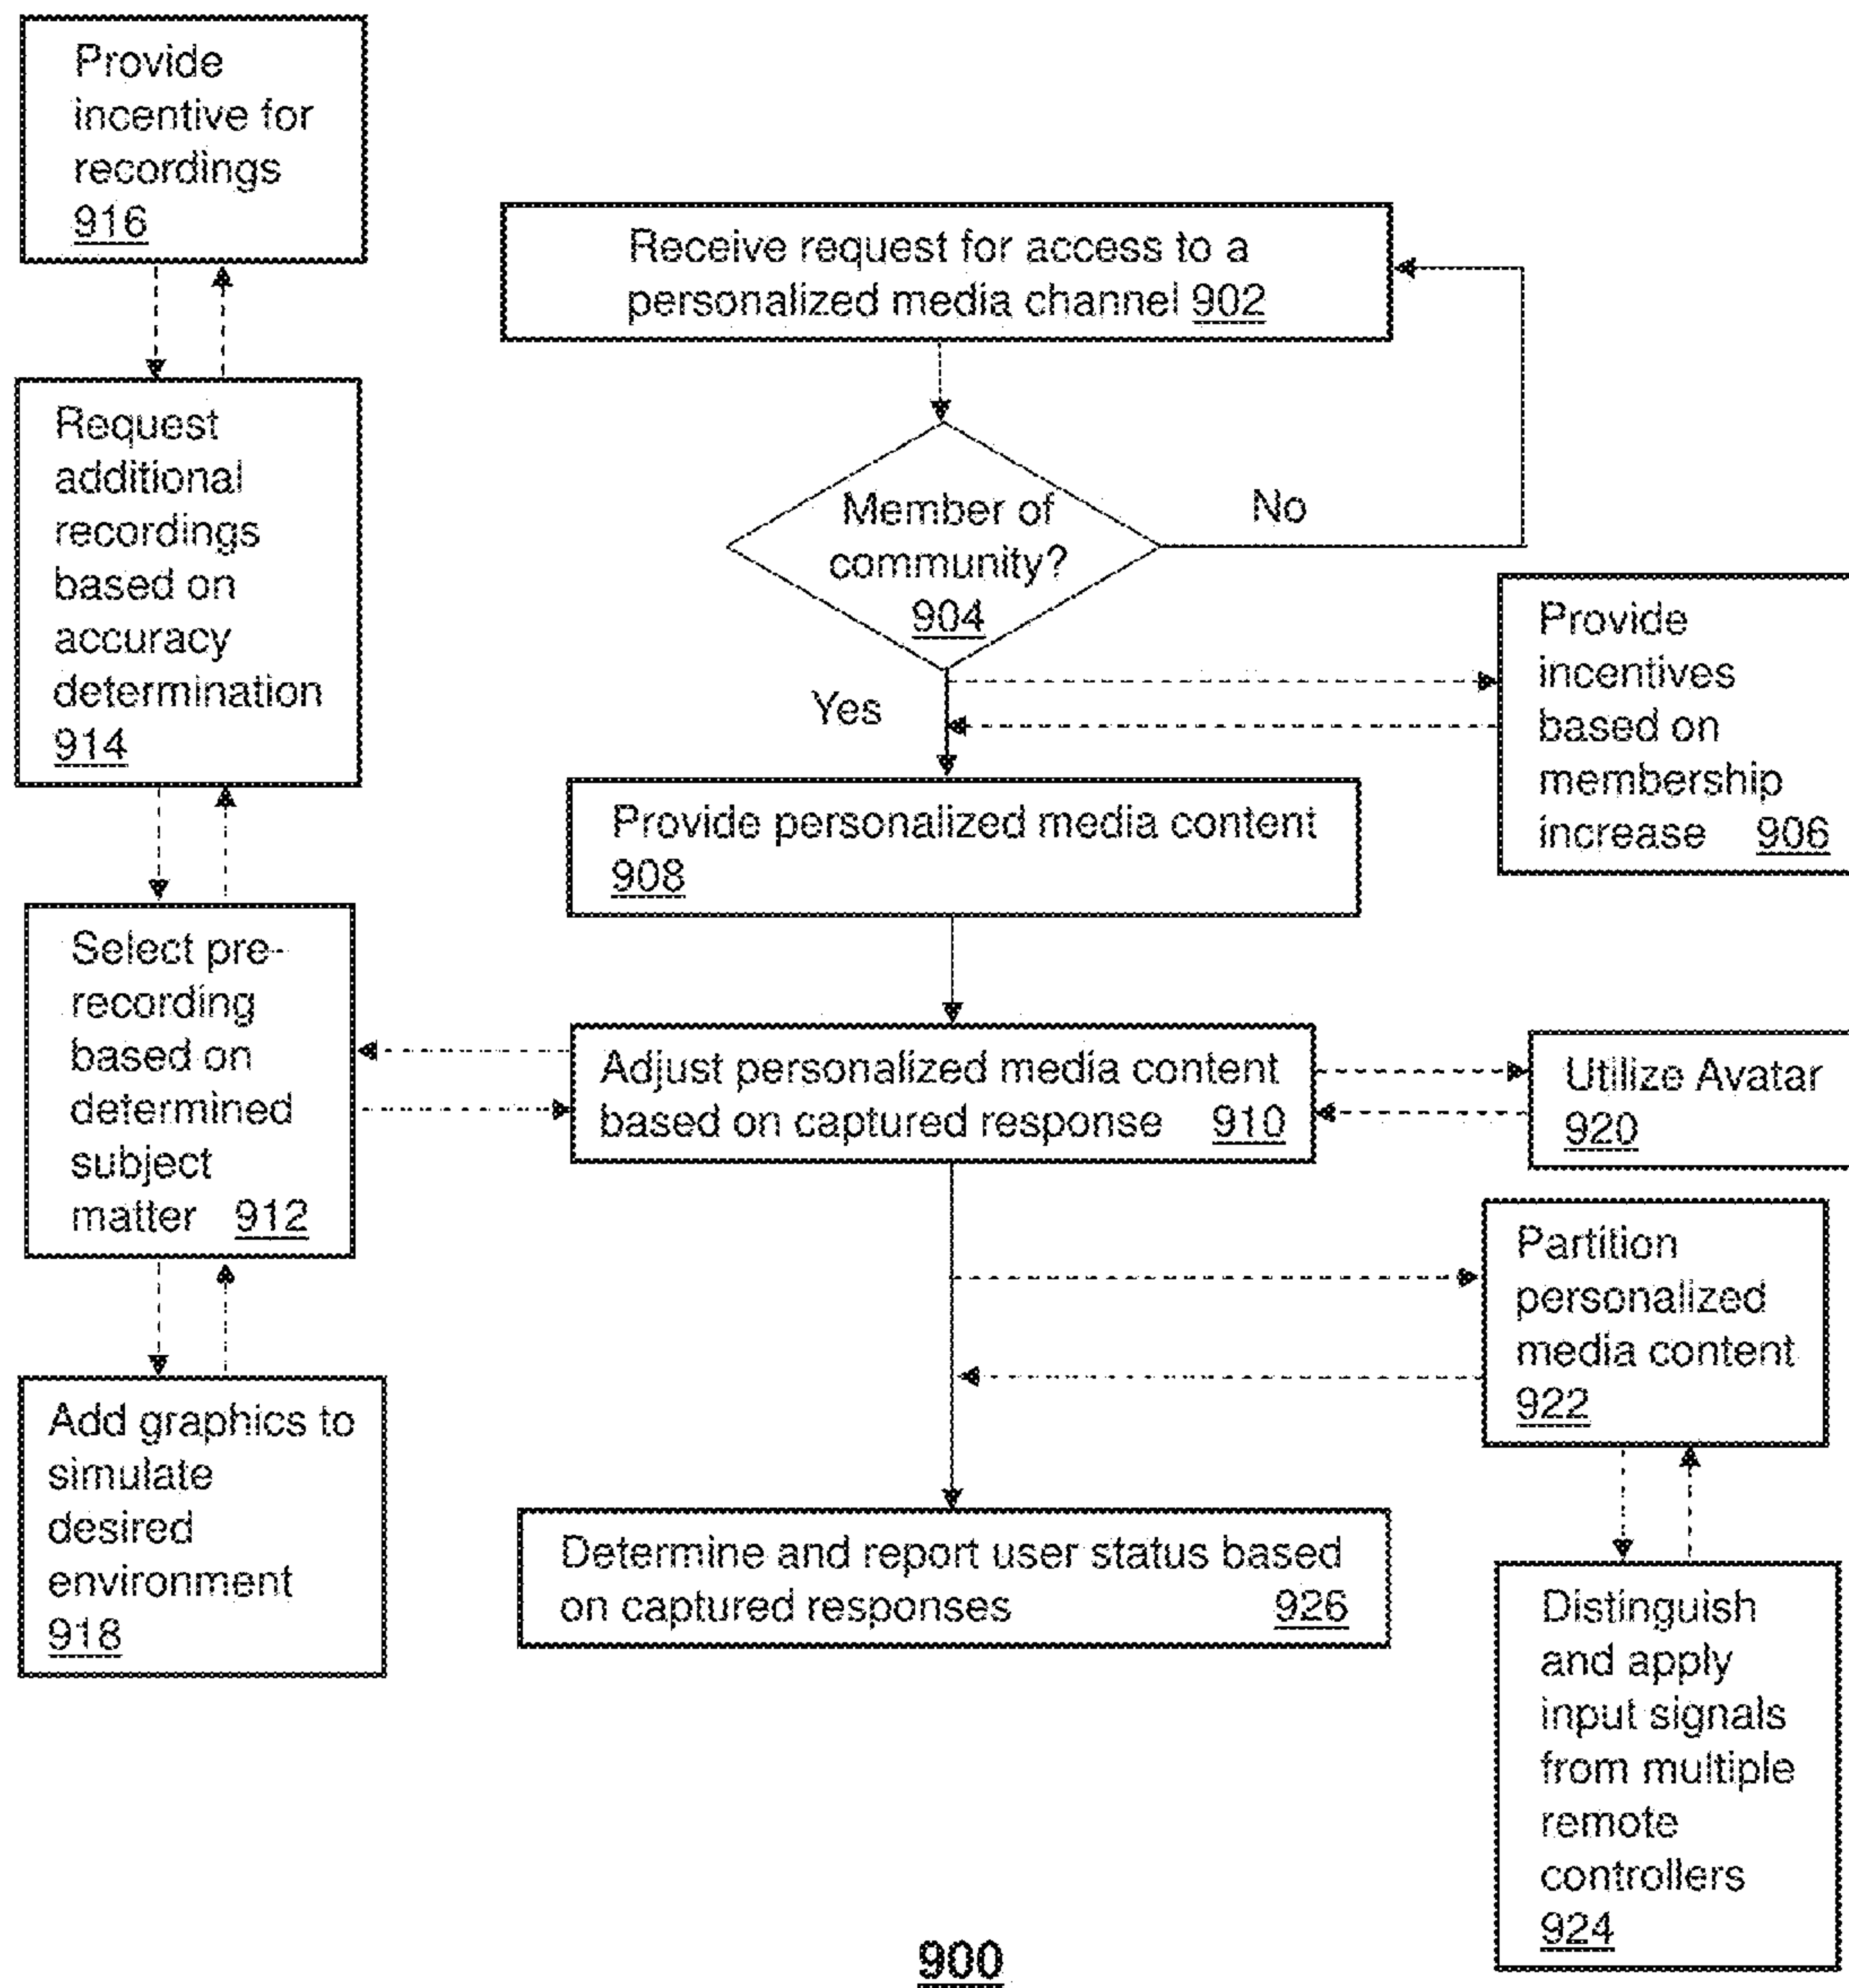 Provide
incentive for
recordings
916
Receive request for access to a
personalized media channel 902
Request
additional
recordings
based on
accuracy
determination
914
Member of
community?
904
No
Yes
Provide
incentives
based on
membership
increase 906
Provide personalized media content
908
Select pre-
recording
based on
determined
subject
matter 912
Adjust personalized media content
based on captured response 910
Utilize Avatar
920
Partition
personalized
media content
922
Add graphics to
simulate
desired
environment
918
Determine and report user status based
on captured responses 926
Distinguish
and apply
input signals
from multiple
remote
controllers
924
900